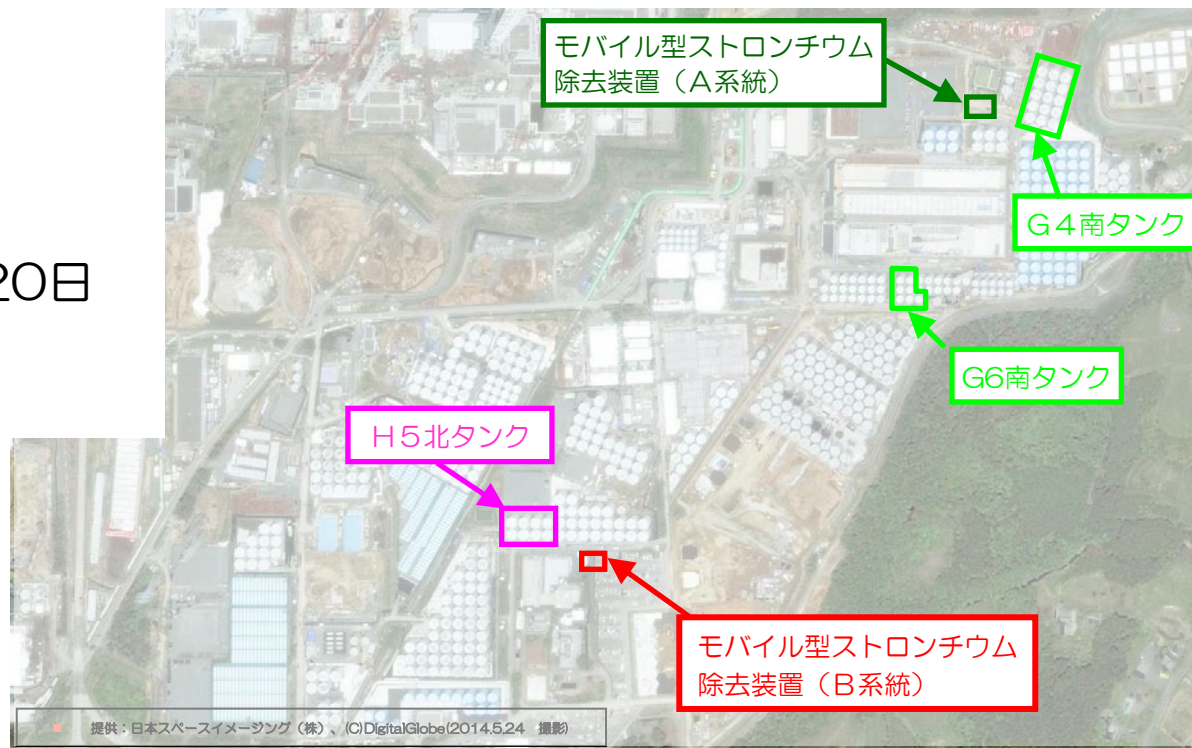 モバイル型ストロンチウム
除去装置（A系統）
G4南タンク
20日
G6南タンク
H5北タンク
モバイル型ストロンチウム
除去装置（B系統）
提供：日本スペースイメージング（株）、(C)DigitalGlobe(2014.5.24　撮影)